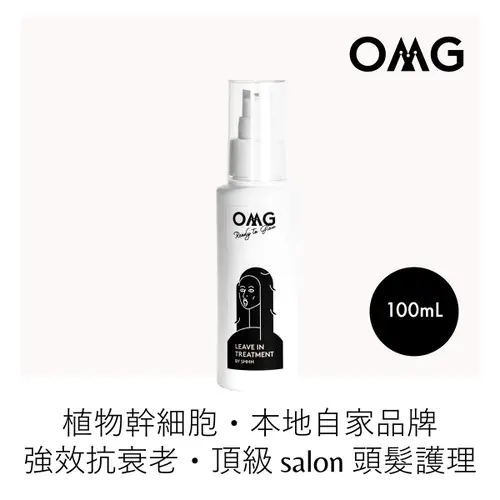 OMG
OMG
Ready To Glow
LEAVE IN
TREATMENT
BY SMHH
100mL
植物幹細胞・本地自家品牌
強效抗衰老・頂級 salon 頭髮護理